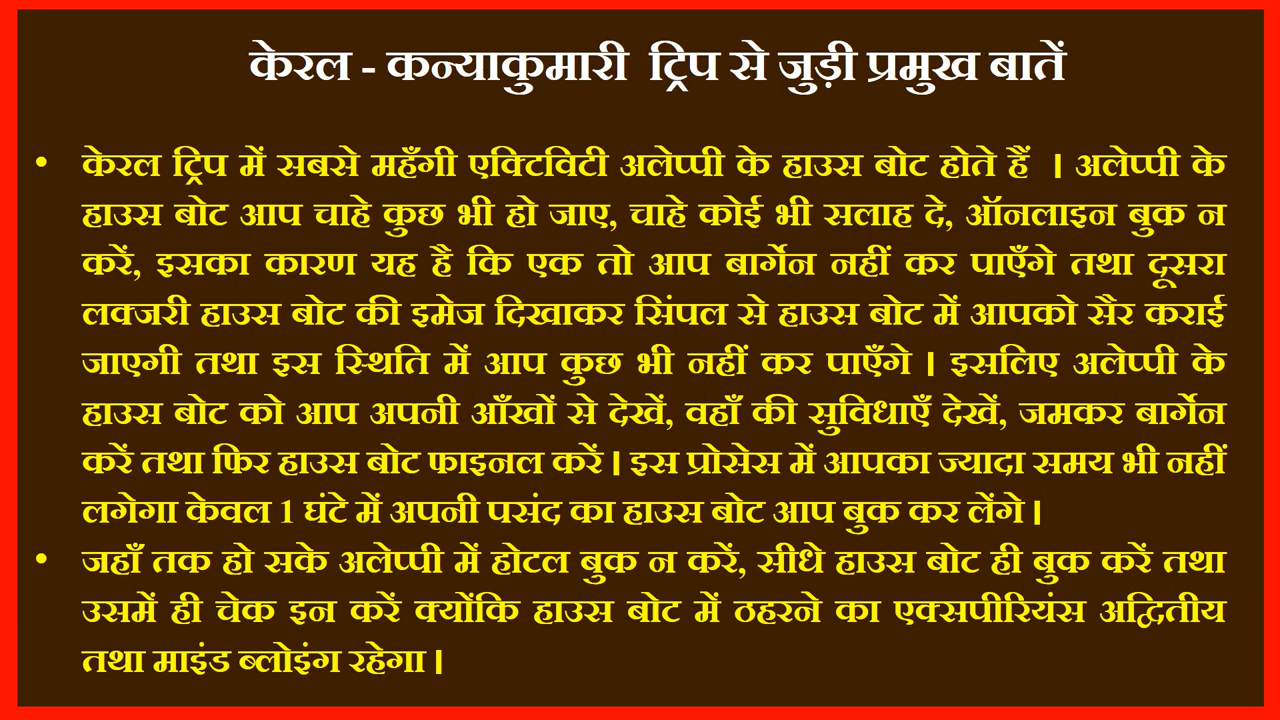 केरल - कन्याकुमारी ट्रिप से जुड़ी प्रमुख बातें
• केरल ट्रिप में सबसे महँगी एक्टिविटी अलेप्पी के हाउस बोट होते हैं । अलेप्पी के
हाउस बोट आप चाहे कुछ भी हो जाए, चाहे कोई भी सलाह दे, ऑनलाइन बुक न
करें, इसका कारण यह है कि एक तो आप बार्गेन नहीं कर पाएँगे तथा दूसरा
लक्जरी हाउस बोट की इमेज दिखाकर सिंपल से हाउस बोट में आपको सैर कराई
जाएगी तथा इस स्थिति में आप कुछ भी नहीं कर पाएँगे । इसलिए अलेप्पी के
हाउस बोट को आप अपनी आँखों से देखें, वहाँ की सुविधाएँ देखें, जमकर बार्गेन
करें तथा फिर हाउस बोट फाइनल करें । इस प्रोसेस में आपका ज्यादा समय भी नहीं
लगेगा केवल 1 घंटे में अपनी पसंद का हाउस बोट आप बुक कर लेंगे ।
• जहाँ तक हो सके अलेप्पी में होटल बुक न करें, सीधे हाउस बोट ही बुक करें तथा
उसमें ही चेक इन करें क्योंकि हाउस बोट में ठहरने का एक्सपीरियंस अद्वितीय
तथा माइंड ब्लोइंग रहेगा ।